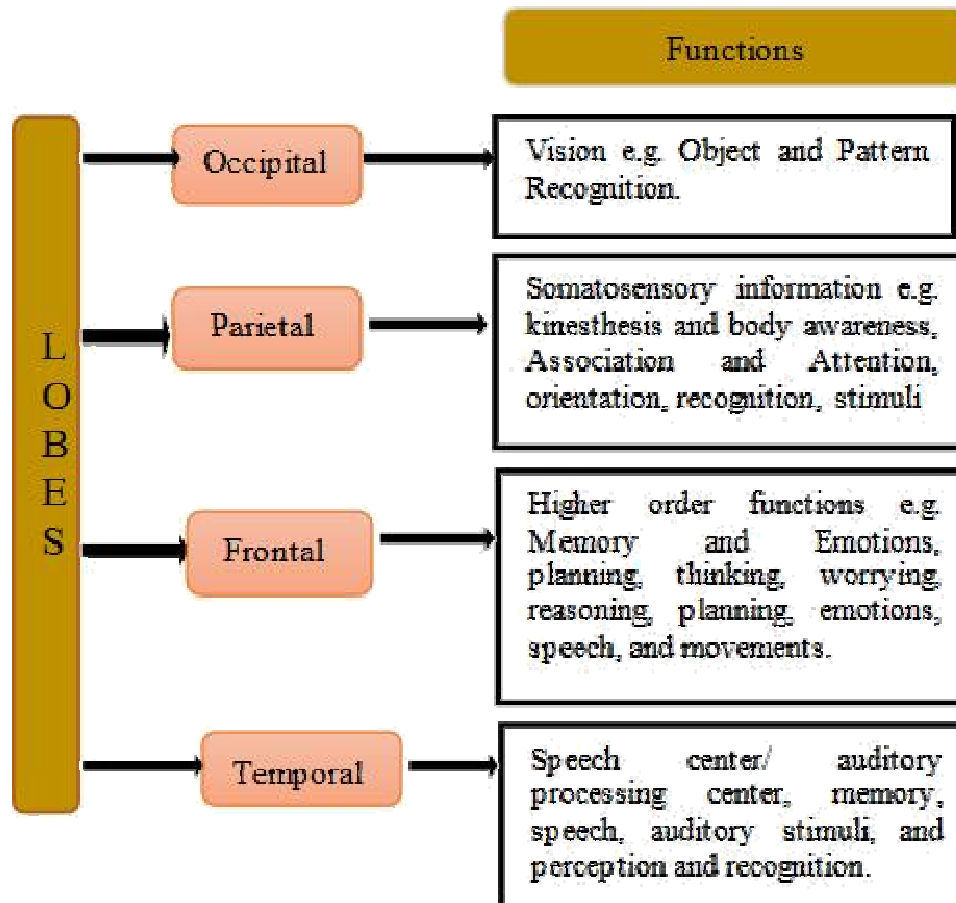 Functions
LOBES
Occipital
Vision e.g. Object and Pattern
Recognition.
Parietal
Somatosensory information e.g.
kinesthesis and body awareness,
Association and Attention,
orientation, recognition, stimuli
Frontal
Higher order functions e.g.
Memory and Emotions,
planning, thinking, worrying,
reasoning, planning, emotions,
speech, and movements.
Temporal
Speech center/ auditory
processing center, memory,
speech, auditory stimuli, and
perception and recognition.